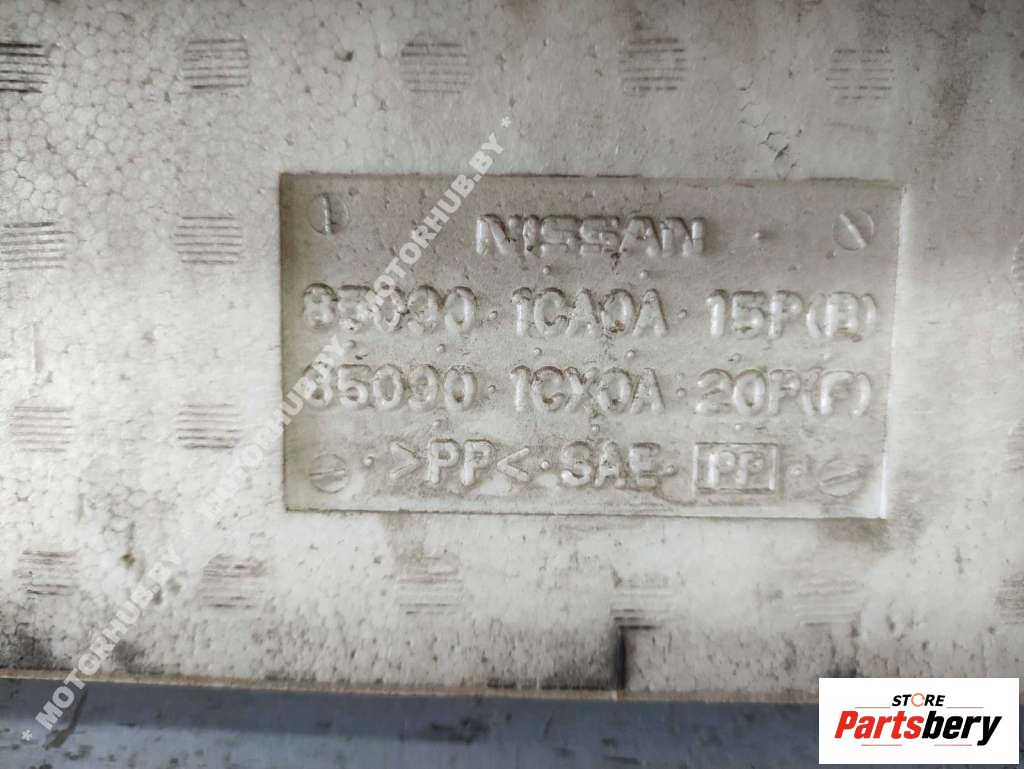 NISSAN
85090 · 1CA0A 15P(B)
85090 · 1CX0A · 20P(F)
>PP< · SAE · PP
* MOTORHUB.BY *
* MOTORHUB.BY
STORE
Partsbery